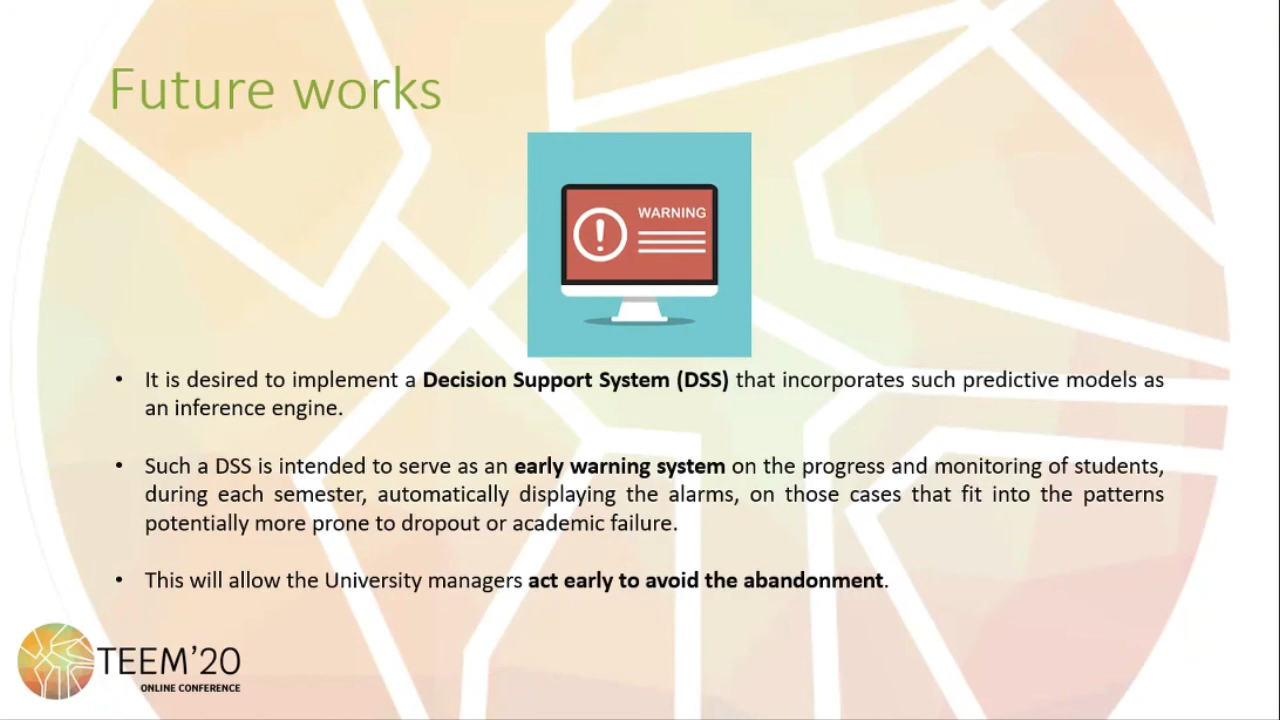 Future works
WARNING
• It is desired to implement a Decision Support System (DSS) that incorporates such predictive models as
an inference engine.
• Such a DSS is intended to serve as an early warning system on the progress and monitoring of students,
during each semester, automatically displaying the alarms, on those cases that fit into the patterns
potentially more prone to dropout or academic failure.
• This will allow the University managers act early to avoid the abandonment.
TEEM’20
ONLINE CONFERENCE